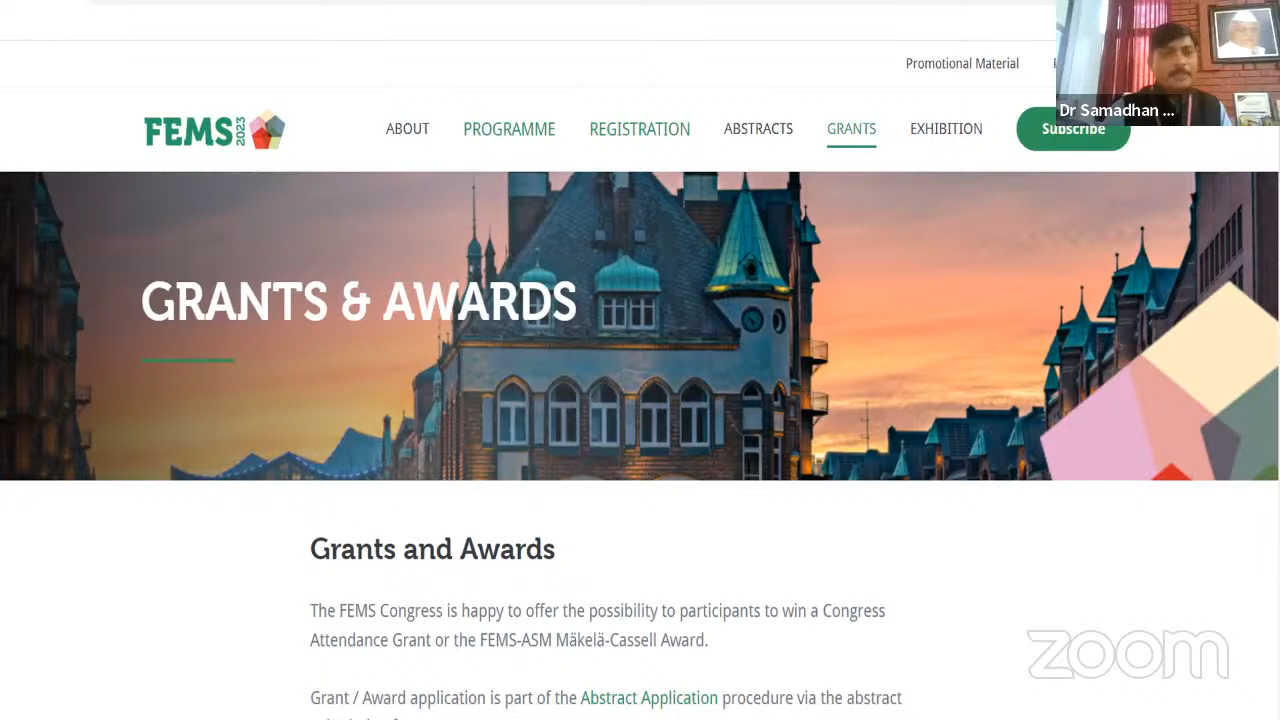 Promotional Material
Dr Samadhan ...
FEMS 2023
ABOUT
PROGRAMME
REGISTRATION
ABSTRACTS
GRANTS
EXHIBITION
Subscribe
GRANTS & AWARDS
Grants and Awards
The FEMS Congress is happy to offer the possibility to participants to win a Congress
Attendance Grant or the FEMS-ASM Mäkelä-Cassell Award.
Grant / Award application is part of the Abstract Application procedure via the abstract
zoom